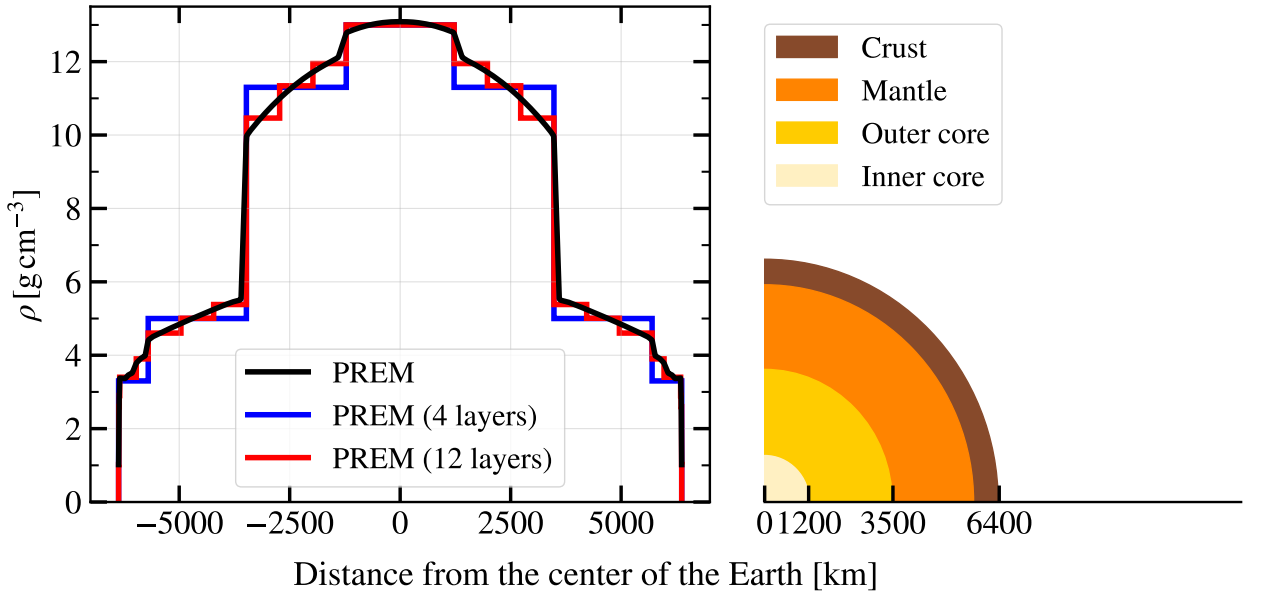 ρ [g cm⁻³]
12
10
8
6
4
2
0
−5000 −2500 0 2500 5000
PREM
PREM (4 layers)
PREM (12 layers)
Crust
Mantle
Outer core
Inner core
0 1200 3500 6400
Distance from the center of the Earth [km]